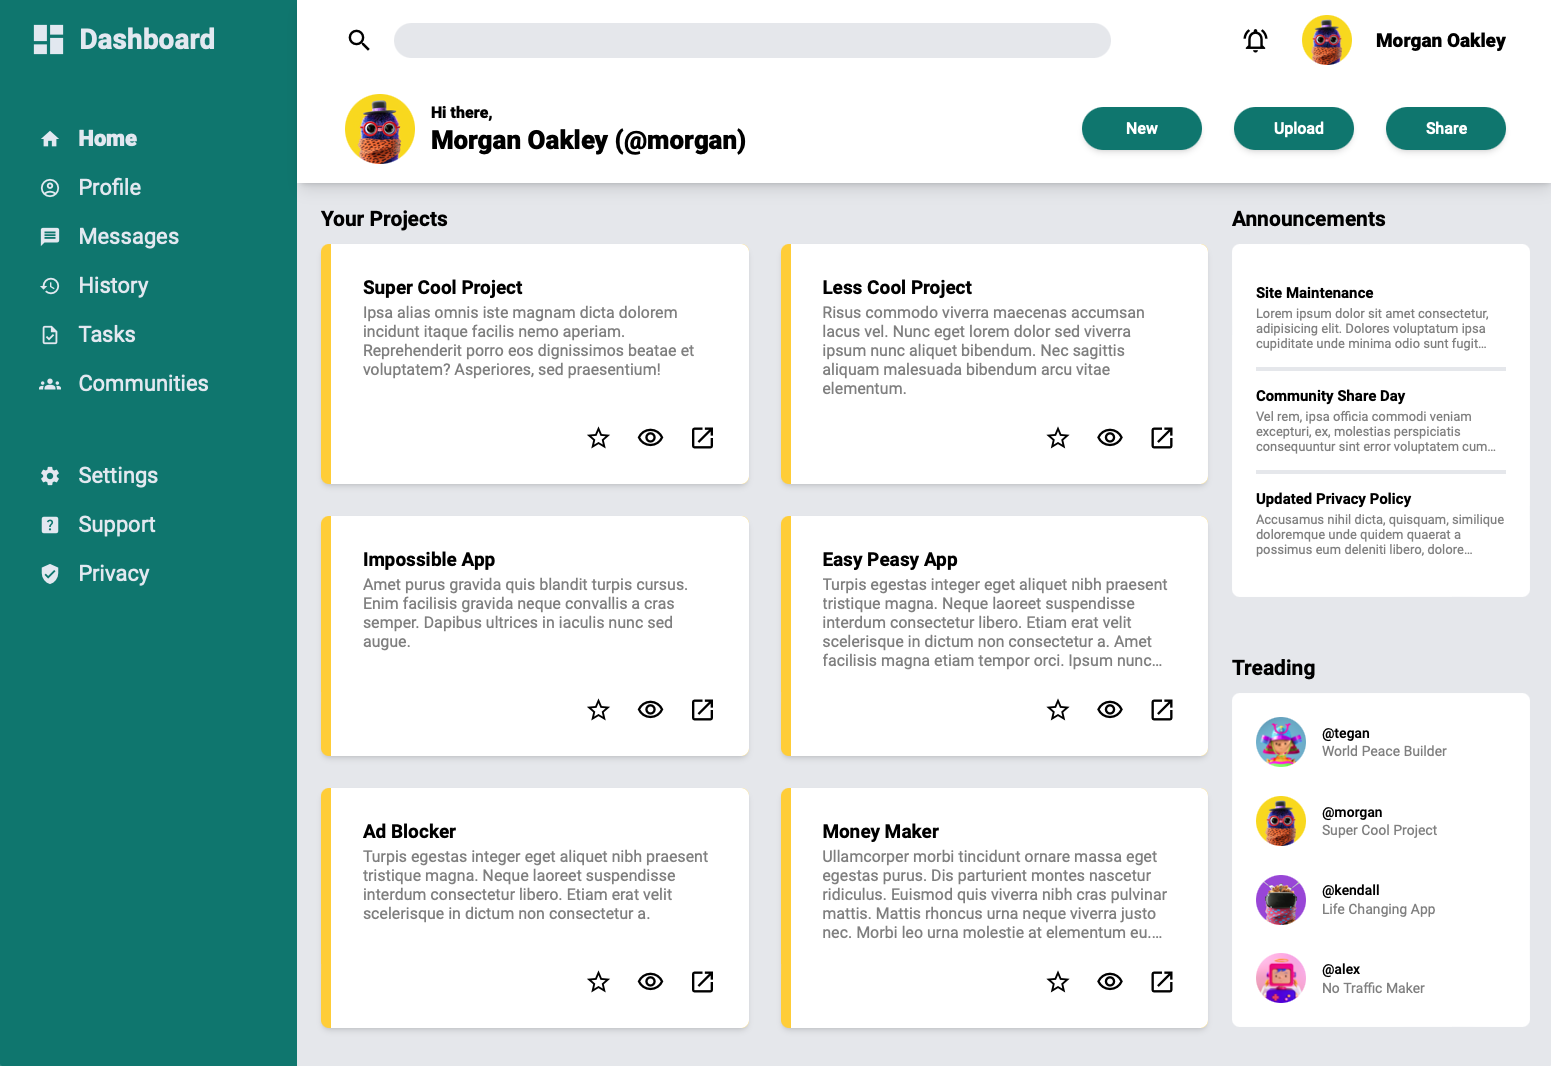 Dashboard
Home
Profile
Messages
History
Tasks
Communities
Settings
Support
Privacy
Morgan Oakley
Hi there,
Morgan Oakley (@morgan)
New
Upload
Share
Your Projects
Super Cool Project
Ipsa alias omnis iste magnam dicta dolorem
incidunt itaque facilis nemo aperiam.
Reprehenderit porro eos dignissimos beatae et
voluptatem? Asperiores, sed praesentium!
Less Cool Project
Risus commodo viverra maecenas accumsan
lacus vel. Nunc eget lorem dolor sed viverra
ipsum nunc aliquet bibendum. Nec sagittis
aliquam malesuada bibendum arcu vitae
elementum.
Impossible App
Amet purus gravida quis blandit turpis cursus.
Enim facilisis gravida neque convallis a cras
semper. Dapibus ultrices in iaculis nunc sed
augue.
Easy Peasy App
Turpis egestas integer eget aliquet nibh praesent
tristique magna. Neque laoreet suspendisse
interdum consectetur libero. Etiam erat velit
scelerisque in dictum non consectetur a. Amet
facilisis magna etiam tempor orci. Ipsum nunc...
Ad Blocker
Turpis egestas integer eget aliquet nibh praesent
tristique magna. Neque laoreet suspendisse
interdum consectetur libero. Etiam erat velit
scelerisque in dictum non consectetur a.
Money Maker
Ullamcorper morbi tincidunt ornare massa eget
egestas purus. Dis parturient montes nascetur
ridiculus. Euismod quis viverra nibh cras pulvinar
mattis. Mattis rhoncus urna neque viverra justo
nec. Morbi leo urna molestie at elementum eu....
Announcements
Site Maintenance
Lorem ipsum dolor sit amet consectetur,
adipisicing elit. Dolores voluptatum ipsa
cupiditate unde minima odio sunt fugit...
Community Share Day
Vel rem, ipsa officia commodi veniam
excepturi, ex, molestias perspiciatis
consequuntur sint error voluptatem cum...
Updated Privacy Policy
Accusamus nihil dicta, quisquam, similique
doloremque unde quidem quaerat a
possimus eum deleniti libero, dolore...
Treading
@tegan
World Peace Builder
@morgan
Super Cool Project
@kendall
Life Changing App
@alex
No Traffic Maker